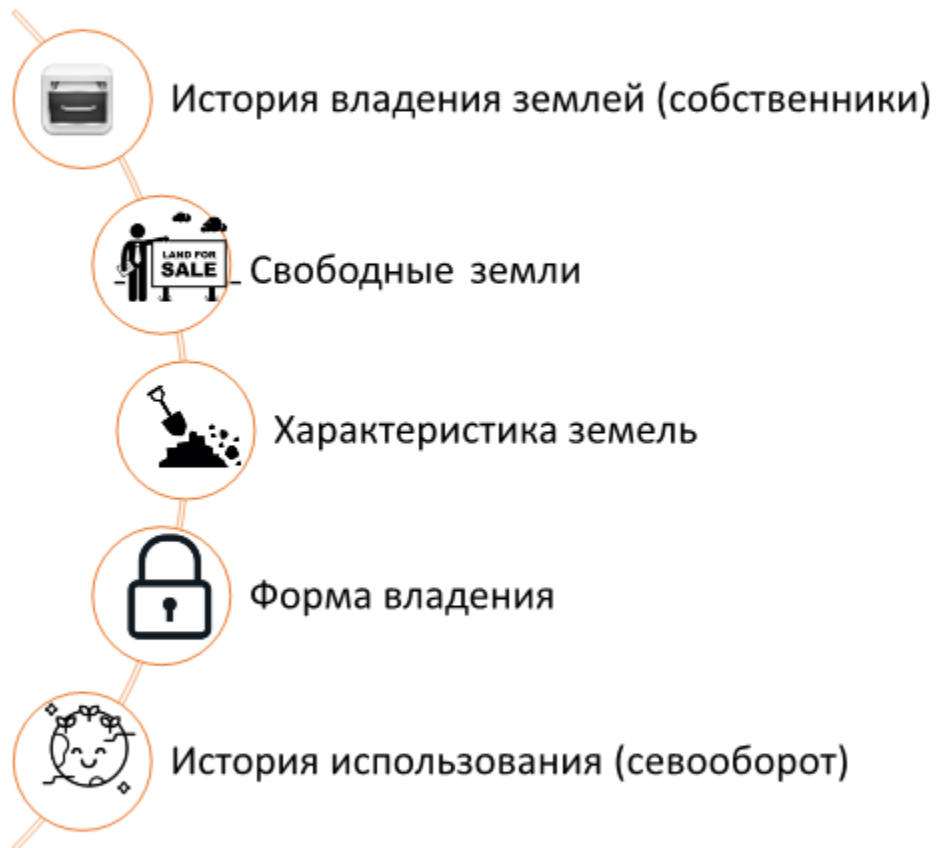 История владения землей (собственники)
LAND FOR
SALE
Свободные земли
Характеристика земель
Форма владения
История использования (севооборот)